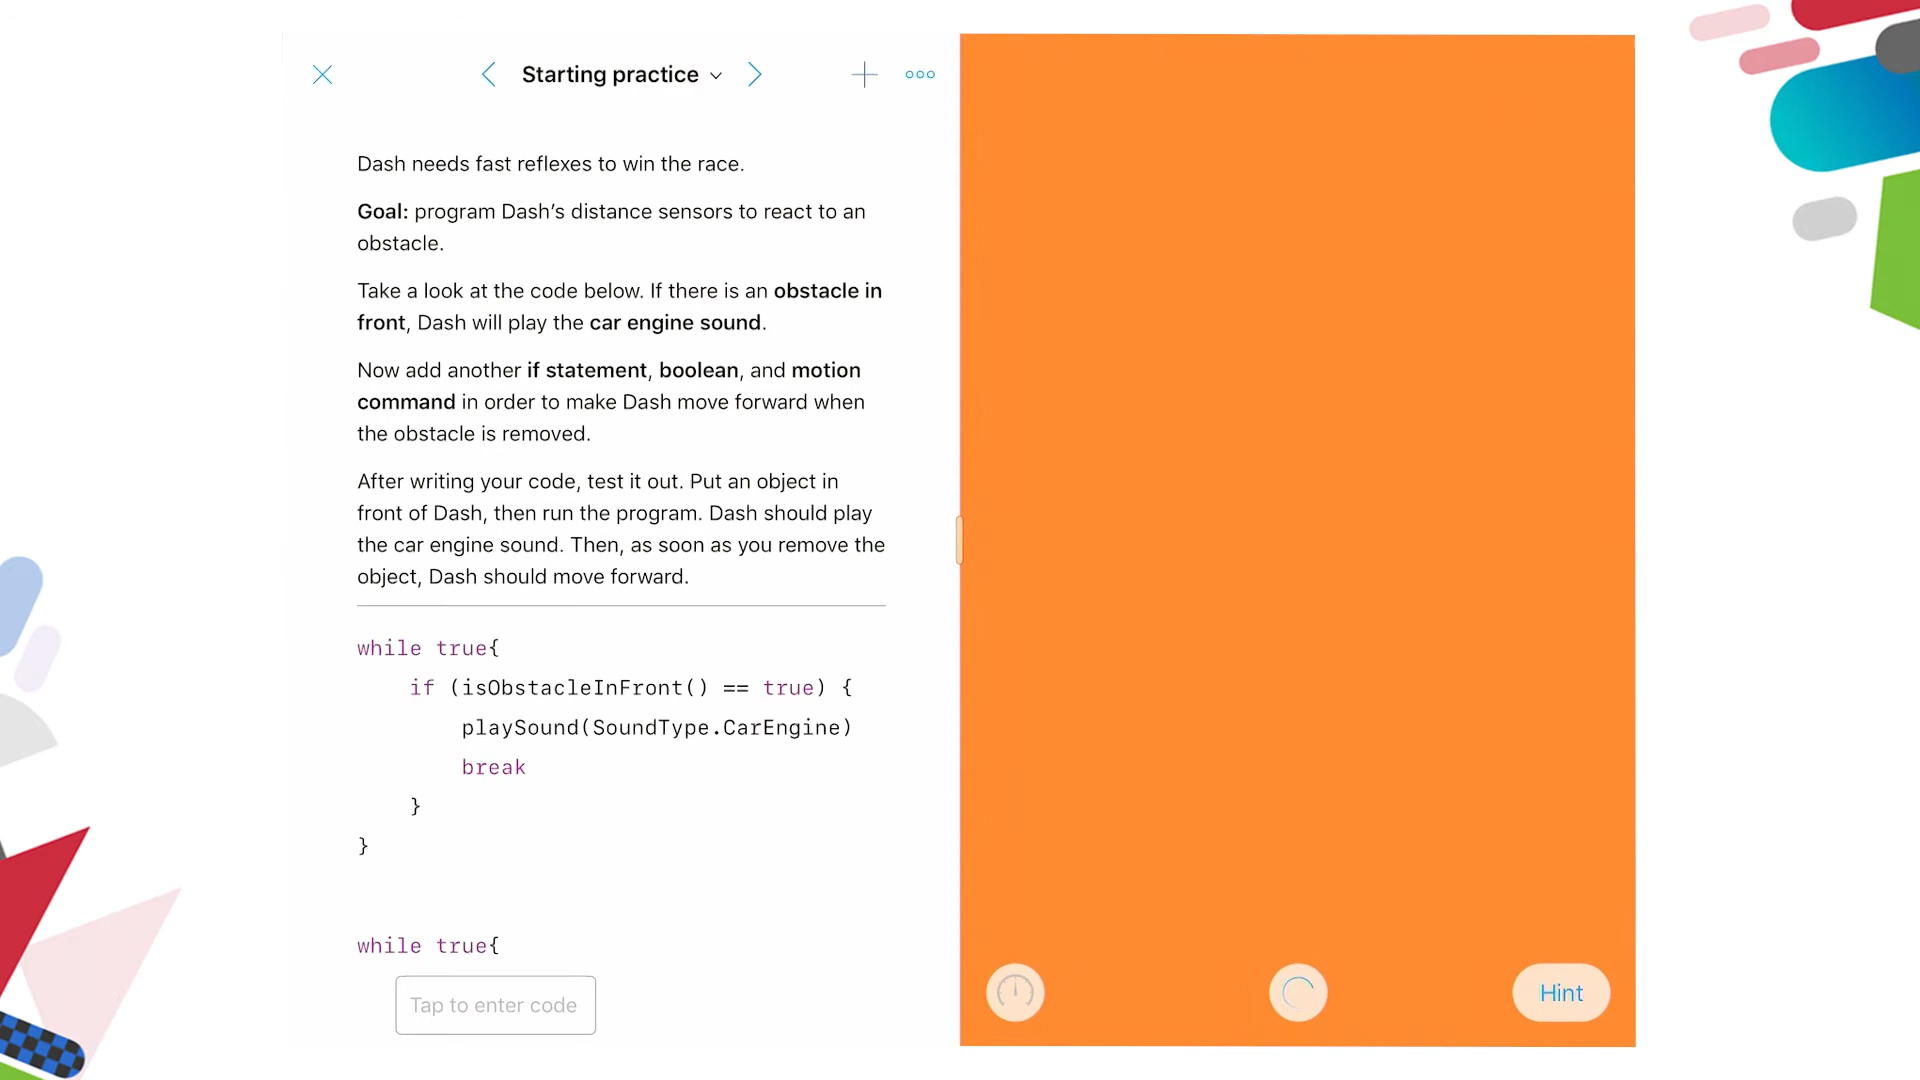 Starting practice
Dash needs fast reflexes to win the race.
Goal: program Dash’s distance sensors to react to an
obstacle.
Take a look at the code below. If there is an obstacle in
front, Dash will play the car engine sound.
Now add another if statement, boolean, and motion
command in order to make Dash move forward when
the obstacle is removed.
After writing your code, test it out. Put an object in
front of Dash, then run the program. Dash should play
the car engine sound. Then, as soon as you remove the
object, Dash should move forward.
while true{
if (isObstacleInFront() == true) {
playSound(SoundType.CarEngine)
break
}
}
while true{
Tap to enter code
Hint